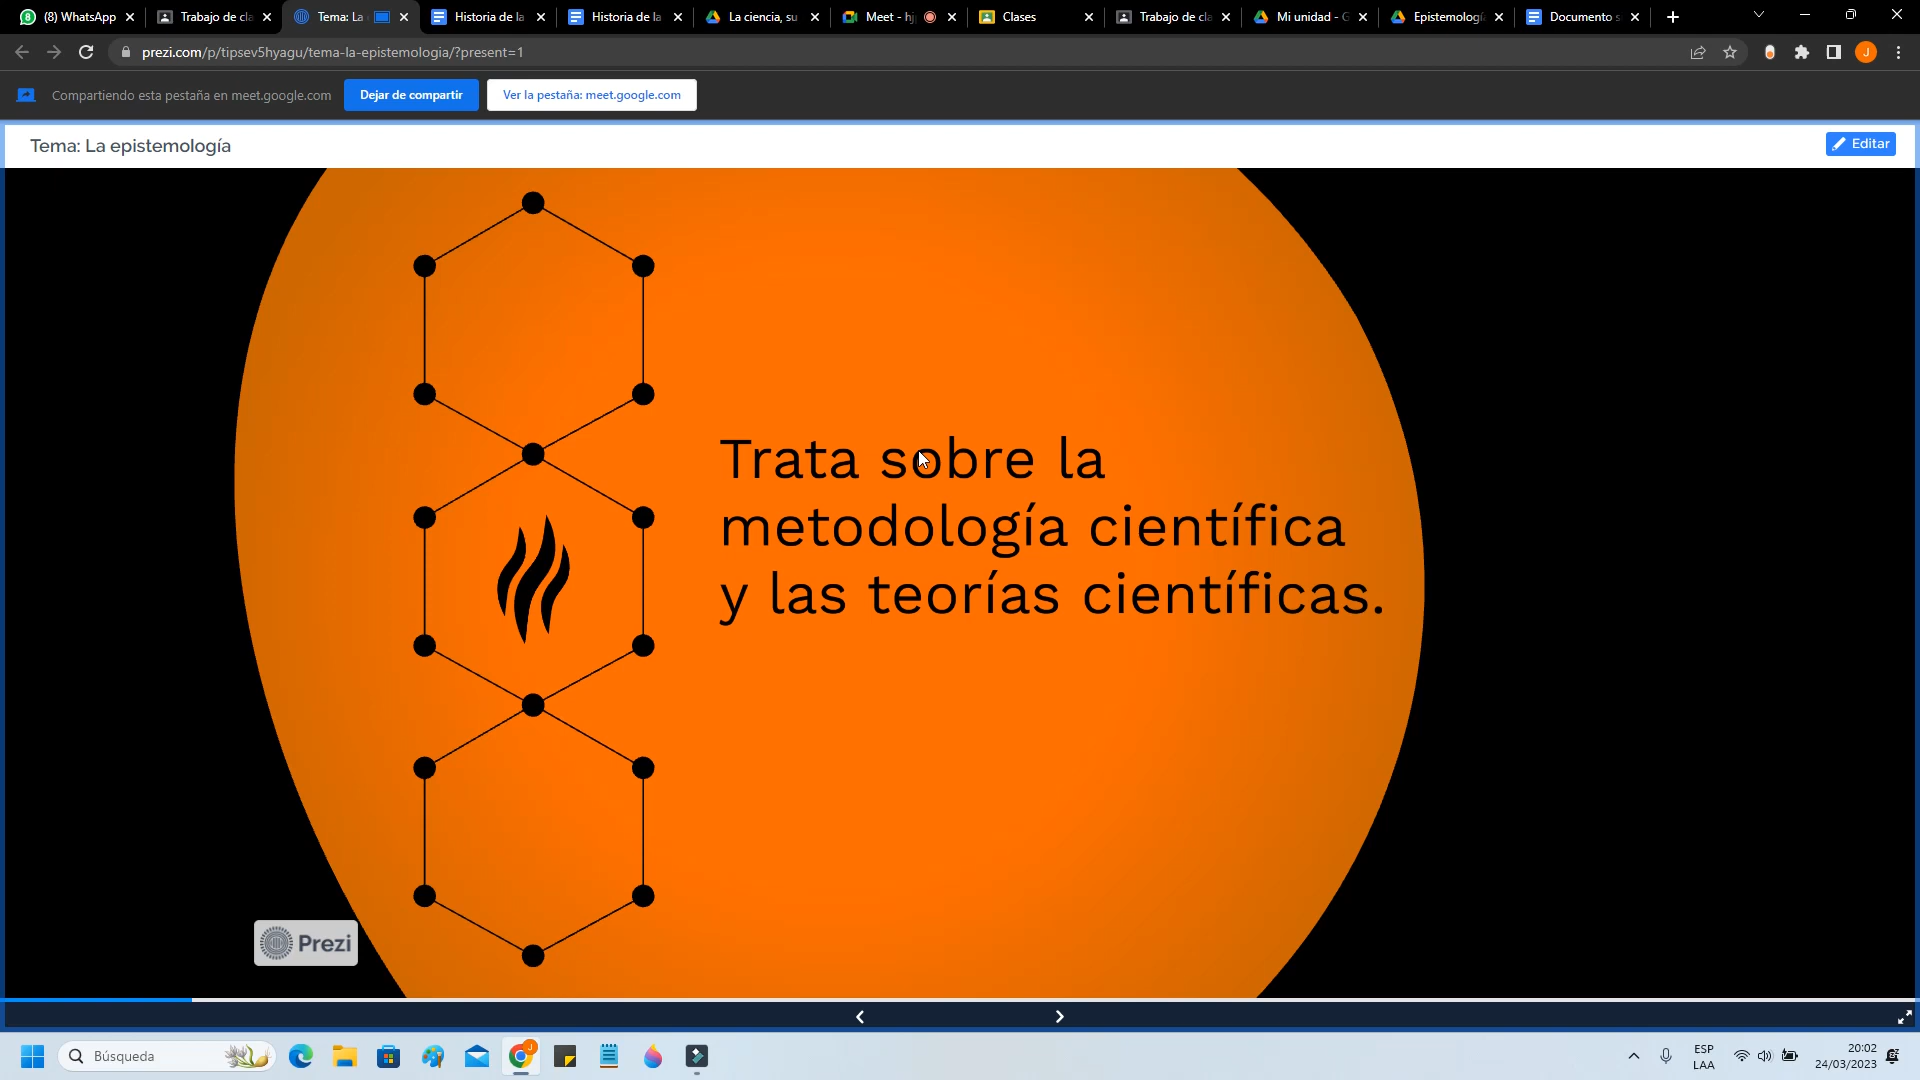 (8) WhatsApp
Trabajo de cla
Tema: La
Historia de la
Historia de la
La ciencia, su
Meet - hj
Clases
Trabajo de cla
Mi unidad - G
Epistemologí
Documento s
prezi.com/p/tipsev5hyagu/tema-la-epistemologia/?present=1
J
Compartiendo esta pestaña en meet.google.com
Dejar de compartir
Ver la pestaña: meet.google.com
Tema: La epistemología
Editar
Trata sobre la
metodología científica
y las teorías científicas.
Prezi
Búsqueda
J
ESP
LAA
20:02
24/03/2023